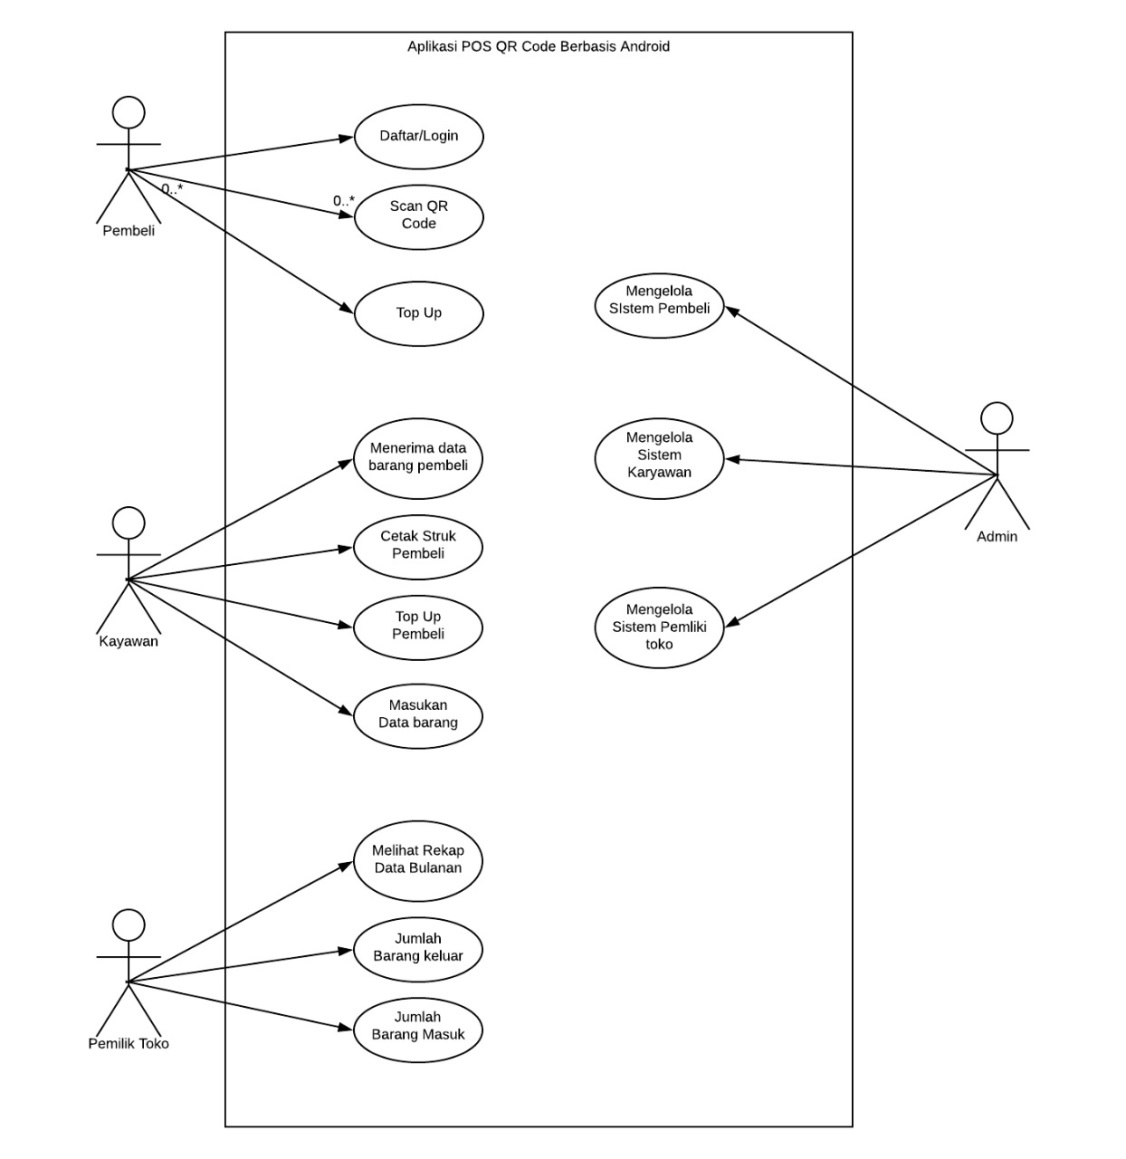 Aplikasi POS QR Code Berbasis Android
Daftar/Login
0..*
0..*
Scan QR
Code
Pembeli
Top Up
Mengelola
SIstem Pembeli
Menerima data
barang pembeli
Mengelola
Sistem
Karyawan
Admin
Cetak Struk
Pembeli
Top Up
Pembeli
Kayawan
Mengelola
Sistem Pemliki
toko
Masukan
Data barang
Melihat Rekap
Data Bulanan
Jumlah
Barang keluar
Jumlah
Barang Masuk
Pemilik Toko